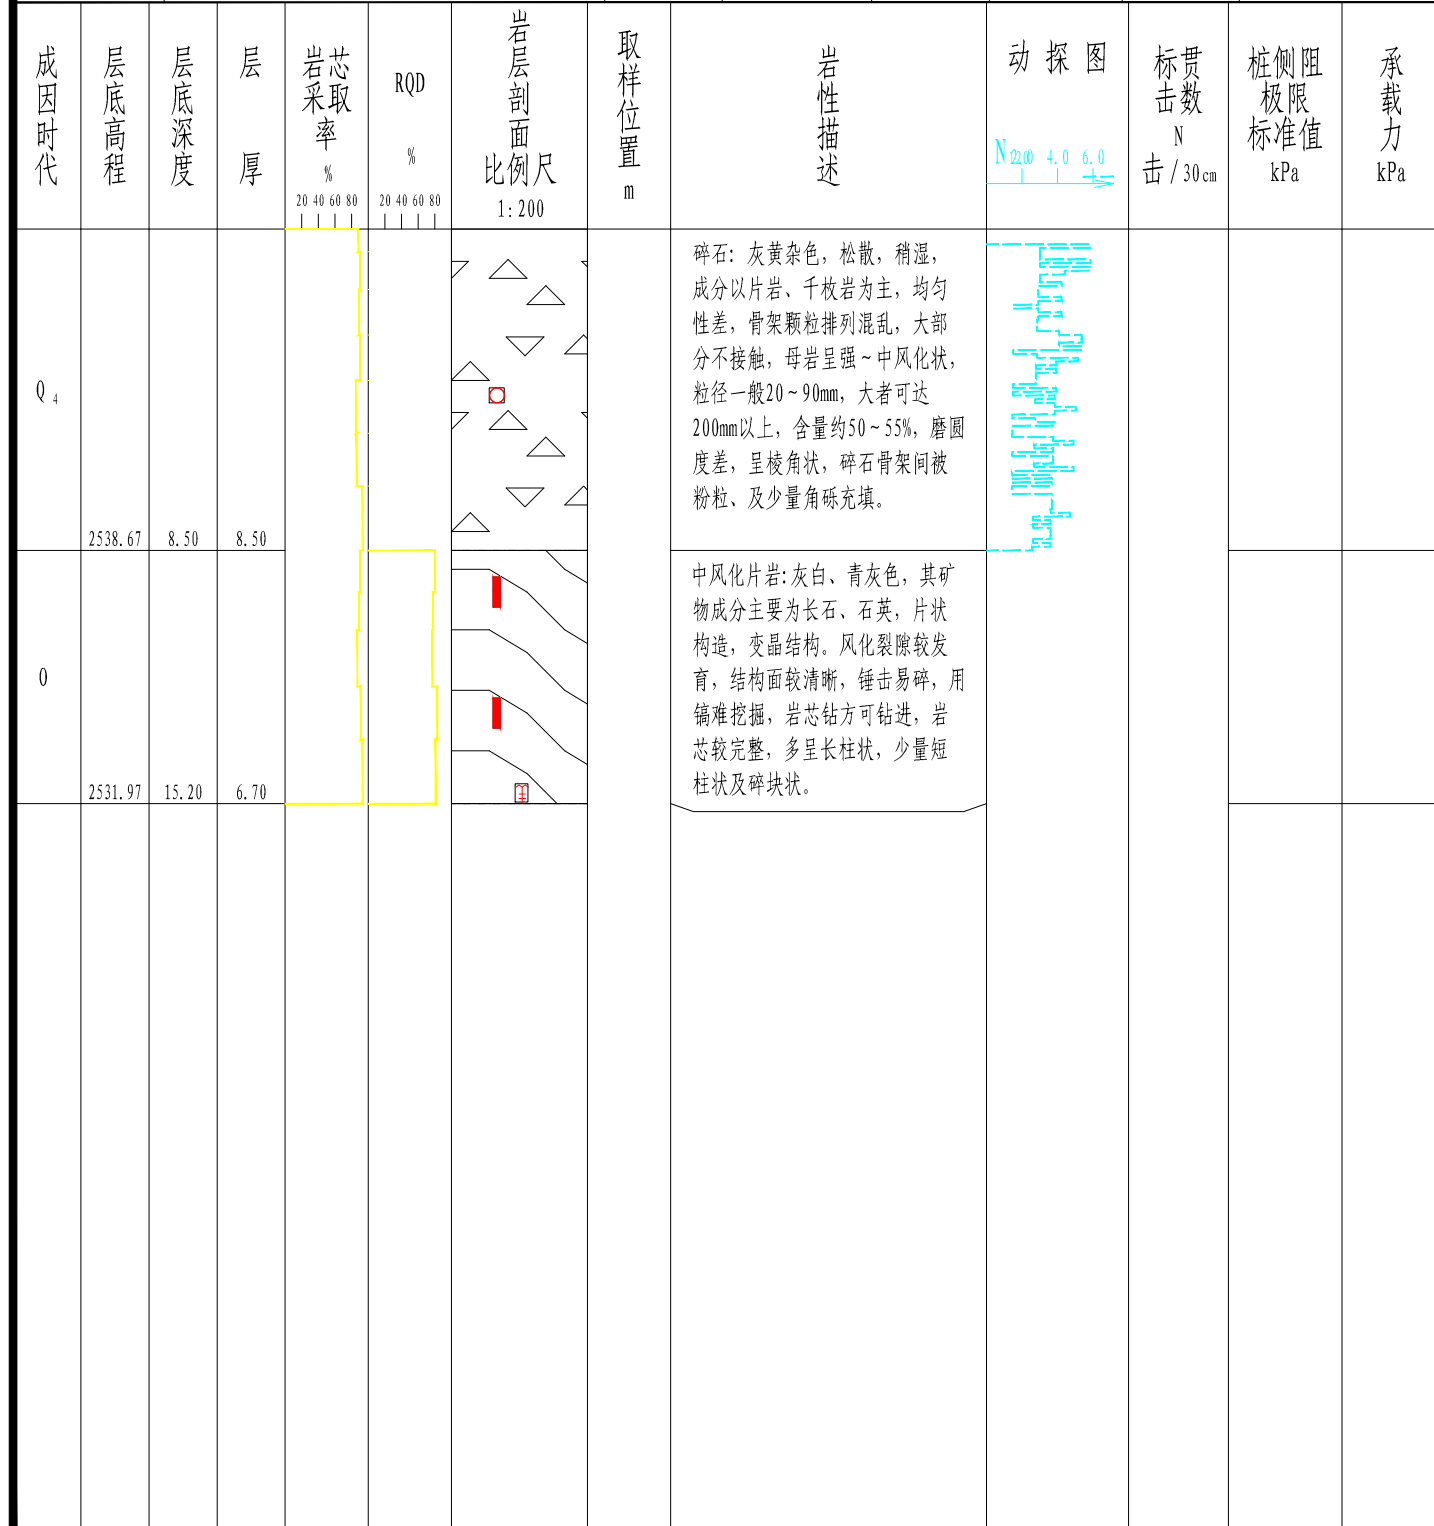 成因时代
层底高程
层底深度
层厚
岩芯采取率
%
20 40 60 80
RQD
%
20 40 60 80
岩层剖面
比例尺
1:200
取样位置
m
岩性描述
动探图
2.0 4.0 6.0
标贯
击数
N
击/30cm
桩侧阻
极限
标准值
kPa
承载力
kPa
Q4
2538.67
8.50
8.50
碎石：灰黄杂色，松散，稍湿，
成分以片岩、千枚岩为主，均匀
性差，骨架颗粒排列混乱，大部
分不接触，母岩呈强~中风化状，
粒径一般20~90mm，大者可达
200mm以上，含量约50~55%，磨圆
度差，呈棱角状，碎石骨架间被
粉粒、及少量角砾充填。
O
2531.97
15.20
6.70
中风化片岩:灰白、青灰色，其矿
物成分主要为长石、石英，片状
构造，变晶结构。风化裂隙较发
育，结构面较清晰，锤击易碎，用
镐难挖掘，岩芯钻方可钻进，岩
芯较完整，多呈长柱状，少量短
柱状及碎块状。